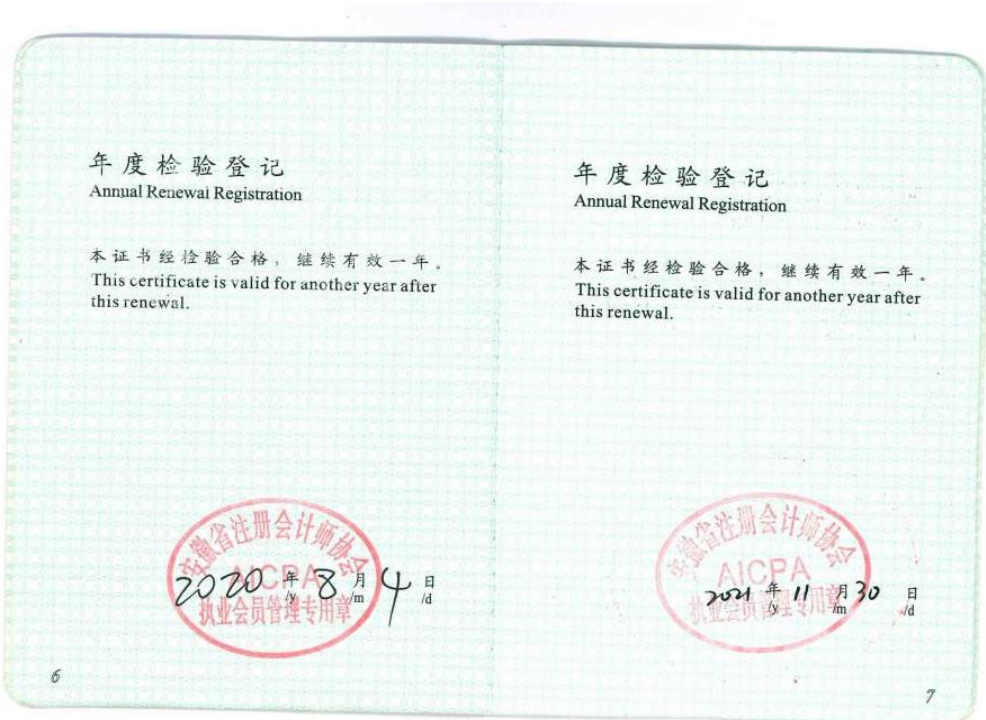 年度检验登记
Annual Renewal Registration
本证书经检验合格，继续有效一年。
This certificate is valid for another year after
this renewal.
安徽省注册会计师协会
AICPA
2020 年 8 月 4 日
/y /m /d
执业会员管理专用章
6
年度检验登记
Annual Renewal Registration
本证书经检验合格，继续有效一年。
This certificate is valid for another year after
this renewal.
安徽省注册会计师协会
AICPA
2021 年 11 月 30 日
/y /m /d
执业会员管理专用章
7